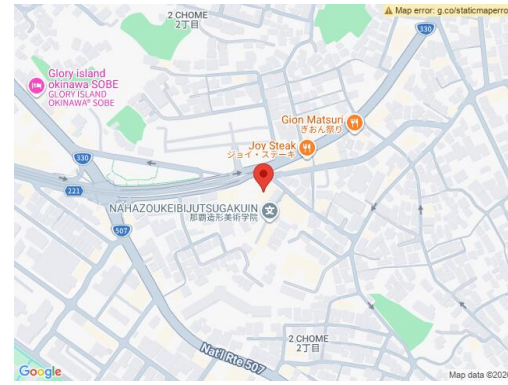 2 CHOME
2丁目
Map error: g.co/staticmaperro
330
Glory island
okinawa SOBE
GLORY ISLAND
OKINAWA® SOBE
Gion Matsuri
ぎおん祭り
Joy Steak
ジョイ・ステーキ
330
221
NAHAZOUKEIBIJUTSUGAKUIN
那覇造形美術学院
507
2 CHOME
2丁目
Nat'l Rte 507
Google
Map data ©2026